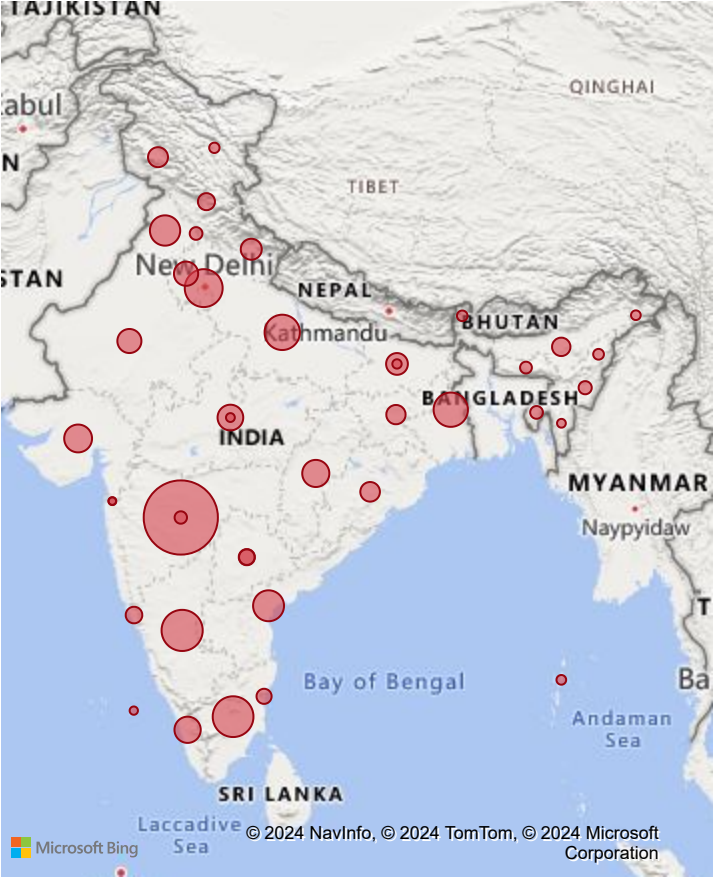 TAJIKISTAN
QINGHAI
Kabul
N
TIBET
New Delhi
STAN
NEPAL
BHUTAN
Kathmandu
BANGLADESH
INDIA
MYANMAR
Naypyidaw
T
Bay of Bengal
Ba
Andaman
Sea
SRI LANKA
Laccadive
Sea
© 2024 NavInfo, © 2024 TomTom, © 2024 Microsoft
Corporation
Microsoft Bing